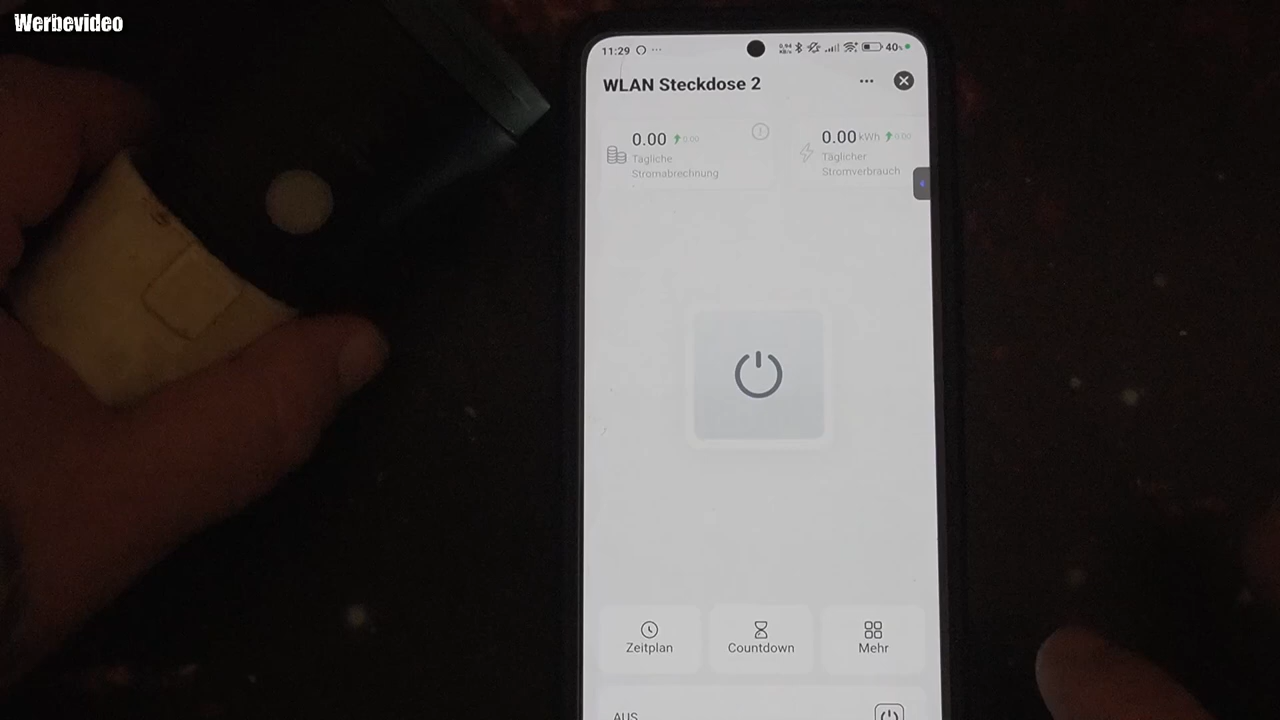 Werbevideo
11:29
40%
WLAN Steckdose 2
0.00 0.00
Tägliche
Stromabrechnung
0.00 kWh 0.00
Täglicher
Stromverbrauch
Zeitplan
Countdown
Mehr
AUS